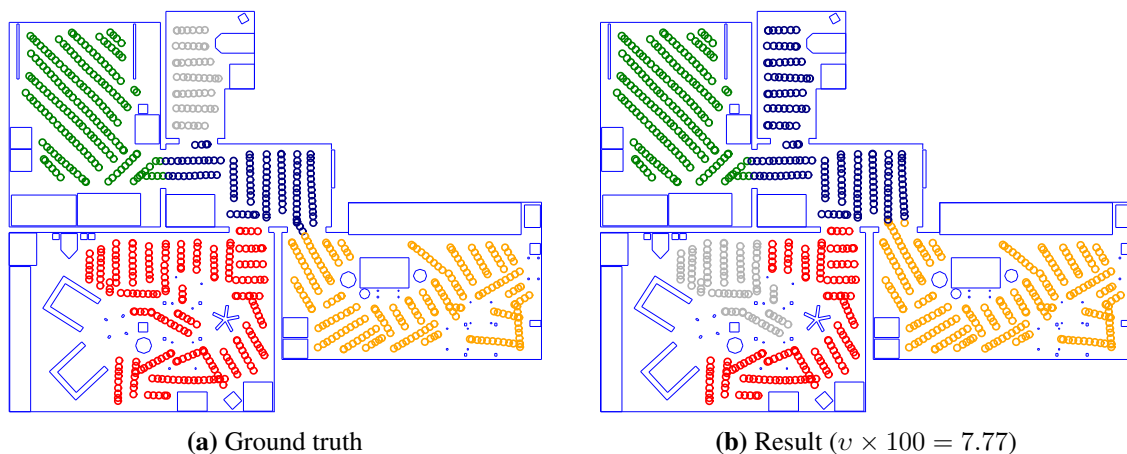 (a) Ground truth
(b) Result (υ × 100 = 7.77)